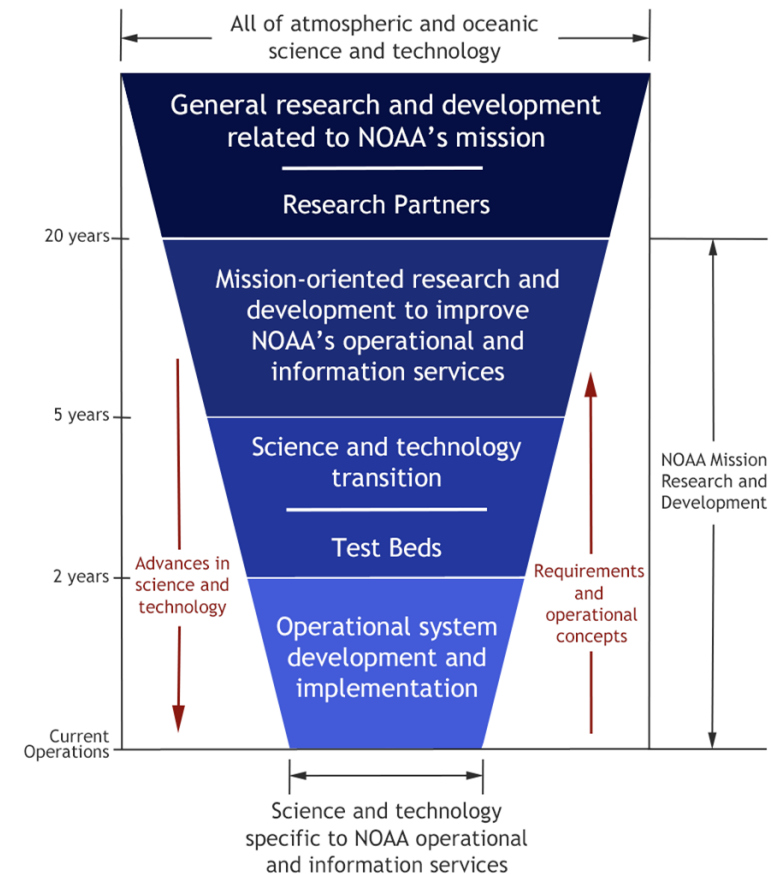 All of atmospheric and oceanic
science and technology
General research and development
related to NOAA's mission
Research Partners
20 years
Mission-oriented research and
development to improve
NOAA's operational and
information services
5 years
Science and technology
transition
Test Beds
NOAA Mission
Research and
Development
Advances in
science and
technology
2 years
Requirements
and
operational
concepts
Operational system
development and
implementation
Current
Operations
Science and technology
specific to NOAA operational
and information services